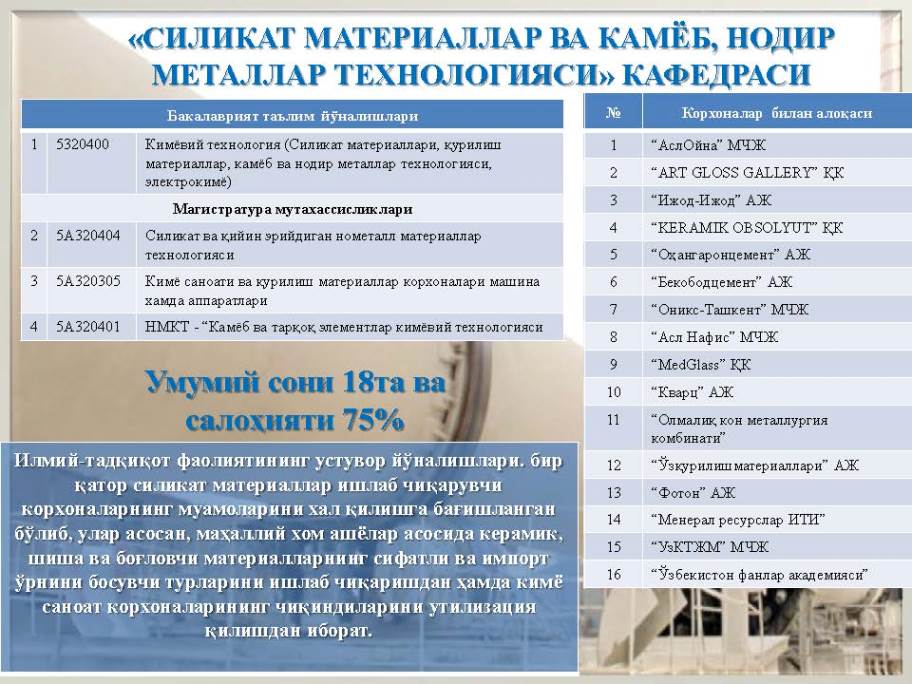 «СИЛИКАТ МАТЕРИАЛЛАР ВА КАМЁБ, НОДИР
МЕТАЛЛАР ТЕХНОЛОГИЯСИ» КАФЕДРАСИ
Бакалаврият таълим йўналишлари
1 5320400 Кимёвий технология (Силикат материаллари, қурилиш
материаллар, камёб ва нодир металлар технологияси,
электрокимё)
Магистратура мутахассисликлари
2 5А320404 Силикат ва қийин эрийдиган нометалл материаллар
технологияси
3 5А320305 Кимё саноати ва қурилиш материаллар корхоналари машина
хамда аппаратлари
4 5А320401 НМКТ - “Камёб ва тарқоқ элементлар кимёвий технологияси
Умумий сони 18та ва
салоҳияти 75%
Илмий-тадқиқот фаолиятининг устувор йўналишлари. бир
қатор силикат материаллар ишлаб чиқарувчи
корхоналарнинг муамоларини хал қилишга бағишланган
бўлиб, улар асосан, маҳаллий хом ашёлар асосида керамик,
шиша ва боғловчи материалларнинг сифатли ва импорт
ўрнини босувчи турларини ишлаб чиқаришдан ҳамда кимё
саноат корхоналарининг чиқиндиларини утилизация
қилишдан иборат.
№ Корхоналар билан алоқаси
1 “АслОйна” МЧЖ
2 “ART GLOSS GALLERY” ҚК
3 “Ижод-Ижод” АЖ
4 “KERAMIK OBSOLYUT” ҚК
5 “Оҳангаронцемент” АЖ
6 “Бекободцемент” АЖ
7 “Оникс-Ташкент” МЧЖ
8 “Асл Нафис” МЧЖ
9 “MedGlass” ҚК
10 “Кварц” АЖ
11 “Олмалиқ кон металлургия
комбинати”
12 “Ўзқурилишматериаллари” АЖ
13 “Фотон” АЖ
14 “Менерал ресурслар ИТИ”
15 “УзКТЖМ” МЧЖ
16 “Ўзбекистон фанлар академияси”